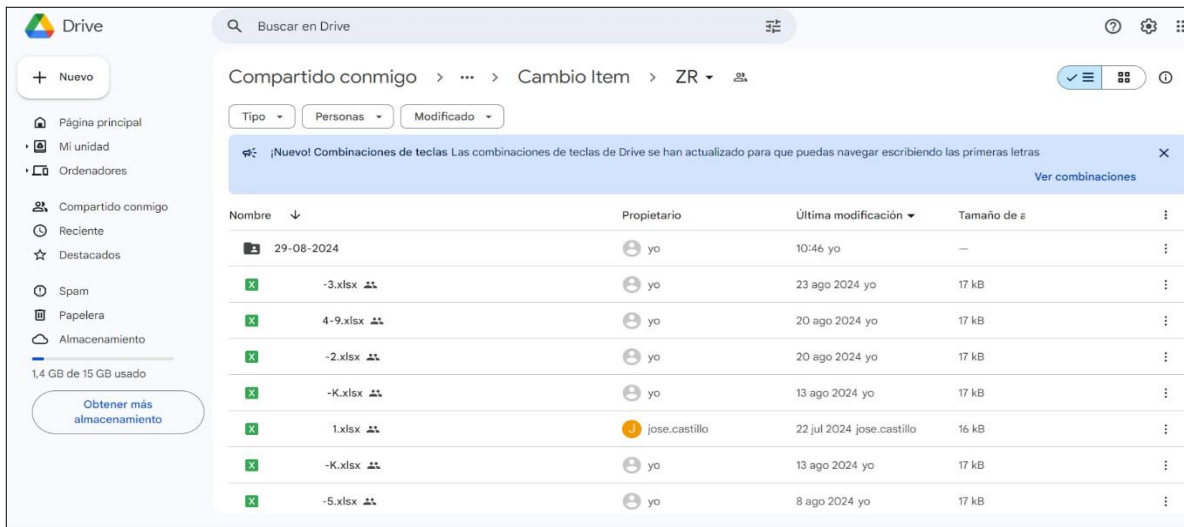 Drive
Buscar en Drive
Nuevo
Página principal
Mi unidad
Ordenadores
Compartido conmigo
Reciente
Destacados
Spam
Papelera
Almacenamiento
1,4 GB de 15 GB usado
Obtener más
almacenamiento
Compartido conmigo > ... > Cambio Item > ZR
Tipo Personas Modificado
¡Nuevo! Combinaciones de teclas Las combinaciones de teclas de Drive se han actualizado para que puedas navegar escribiendo las primeras letras
Ver combinaciones
Nombre Propietario Última modificación Tamaño de a
29-08-2024 yo 10:46 yo —
-3.xlsx yo 23 ago 2024 yo 17 kB
4-9.xlsx yo 20 ago 2024 yo 17 kB
-2.xlsx yo 20 ago 2024 yo 17 kB
-K.xlsx yo 13 ago 2024 yo 17 kB
1.xlsx J jose.castillo 22 jul 2024 jose.castillo 16 kB
-K.xlsx yo 13 ago 2024 yo 17 kB
-5.xlsx yo 8 ago 2024 yo 17 kB